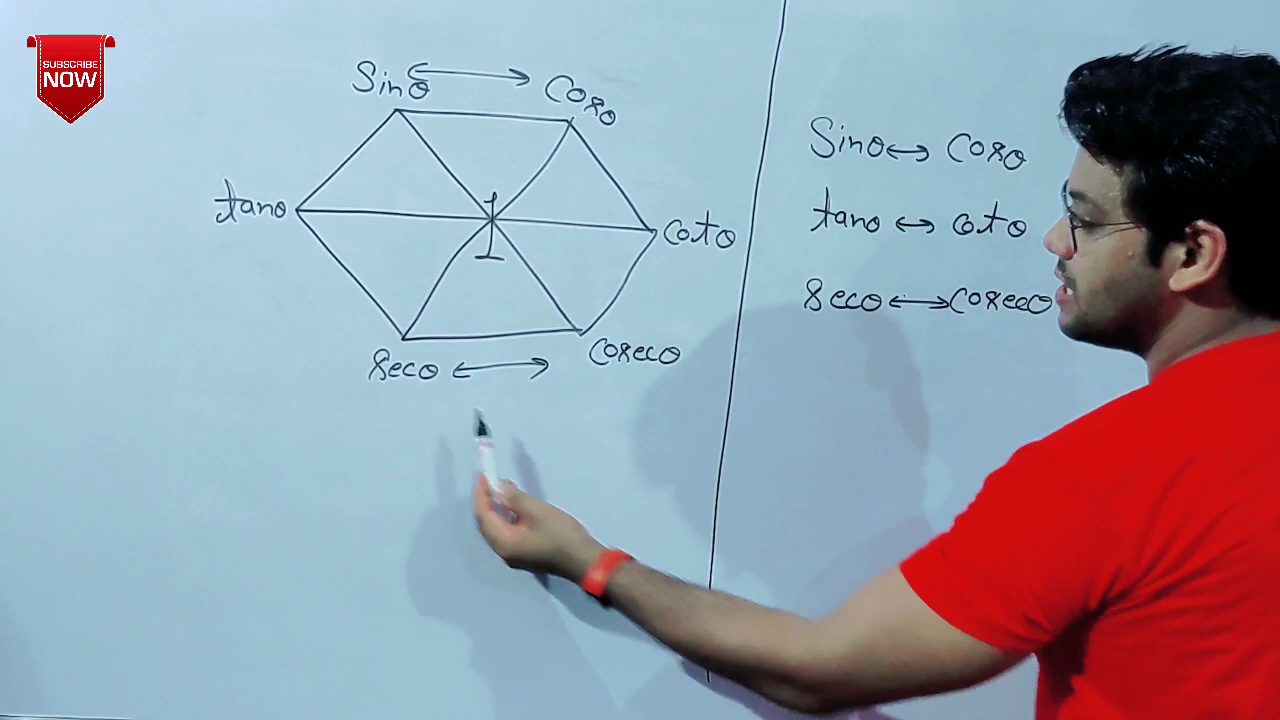 SUBSCRIBE
NOW
Sinθ ↔ Cosθ
tanθ
1
Cotθ
Secθ ↔ Cosecθ
Sinθ ↔ Cosθ
tanθ ↔ Cotθ
Secθ ↔ Cosecθ